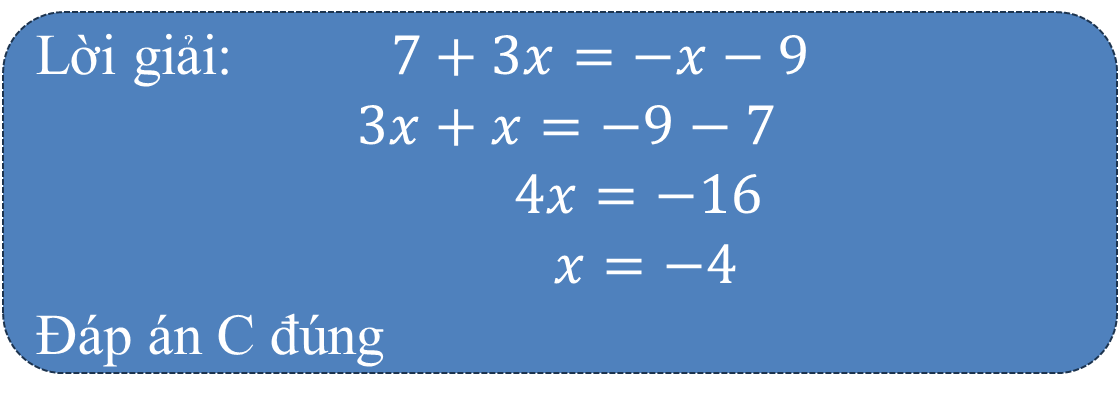 Lời giải: 7 + 3𝑥 = −𝑥 − 9
3𝑥 + 𝑥 = −9 − 7
4𝑥 = −16
𝑥 = −4
Đáp án C đúng